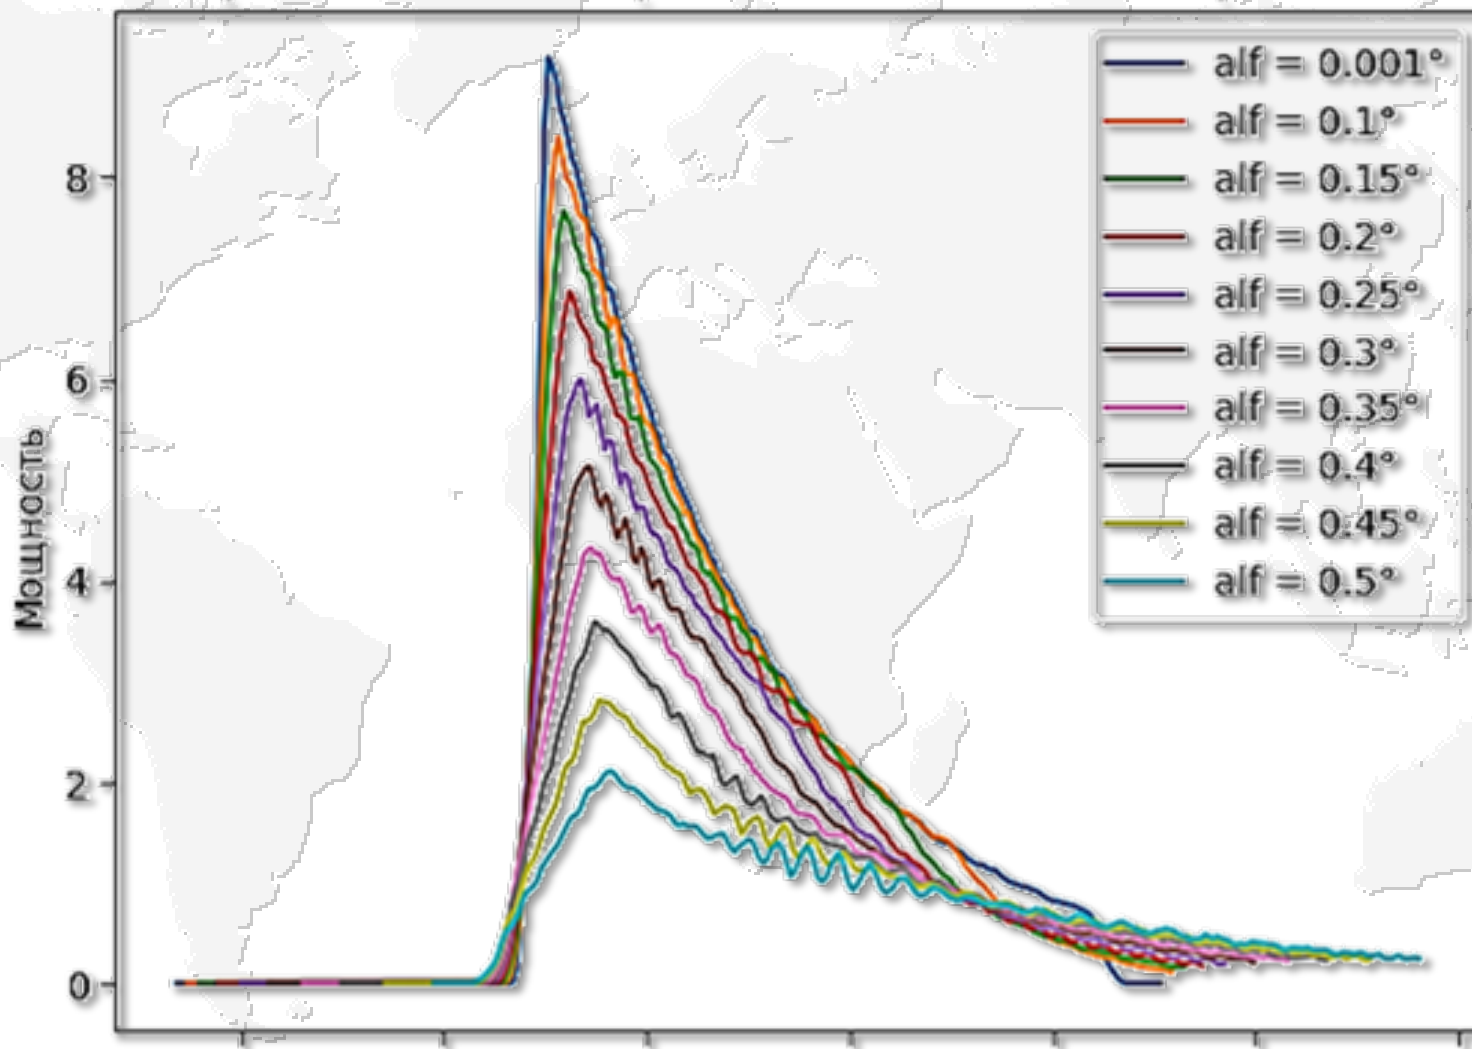 alf = 0.001°
alf = 0.1°
alf = 0.15°
alf = 0.2°
alf = 0.25°
alf = 0.3°
alf = 0.35°
alf = 0.4°
alf = 0.45°
alf = 0.5°
8
6
4
2
0
Мощность